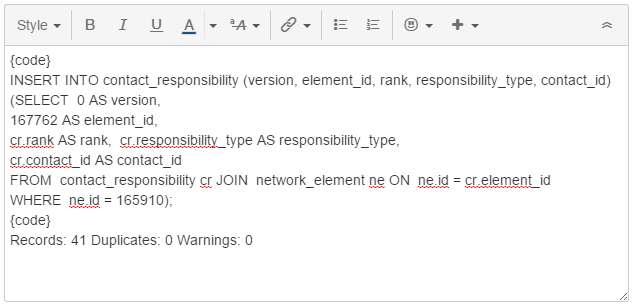 Style B I U A ªA
{code}
INSERT INTO contact_responsibility (version, element_id, rank, responsibility_type, contact_id)
(SELECT  0 AS version,
167762 AS element_id,
cr.rank AS rank,  cr.responsibility_type AS responsibility_type,
cr.contact_id AS contact_id
FROM  contact_responsibility cr JOIN  network_element ne ON  ne.id = cr.element_id
WHERE  ne.id = 165910);
{code}
Records: 41 Duplicates: 0 Warnings: 0